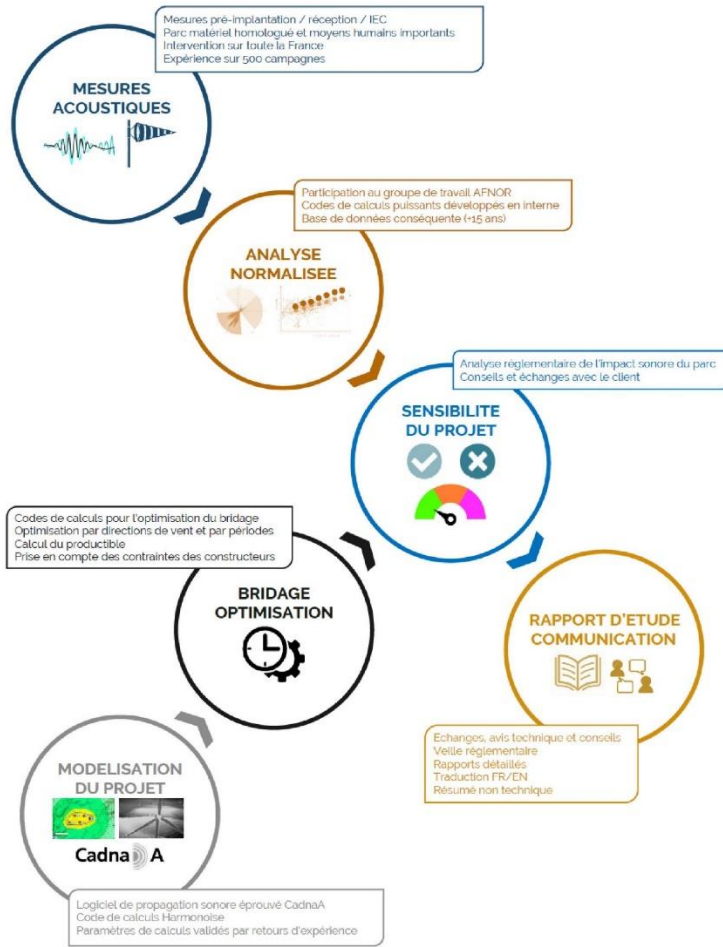 Mesures pré-implantation / réception / IEC
Parc matériel homologué et moyens humains importants
Intervention sur toute la France
Expérience sur 500 campagnes
MESURES
ACOUSTIQUES
Participation au groupe de travail AFNOR
Codes de calculs puissants développés en interne
Base de données conséquente (+15 ans)
ANALYSE
NORMALISEE
Analyse réglementaire de l'impact sonore du parc
Conseils et échanges avec le client
SENSIBILITE
DU PROJET
Codes de calculs pour l'optimisation du bridage
Optimisation par directions de vent et par périodes
Calcul du productible
Prise en compte des contraintes des constructeurs
BRIDAGE
OPTIMISATION
RAPPORT D'ETUDE
COMMUNICATION
Echanges, avis technique et conseils
Veille réglementaire
Rapports détaillés
Traduction FR/EN
Résumé non technique
MODELISATION
DU PROJET
CadnaA
Logiciel de propagation sonore éprouvé CadnaA
Code de calculs Harmonoise
Paramètres de calculs validés par retours d'expérience